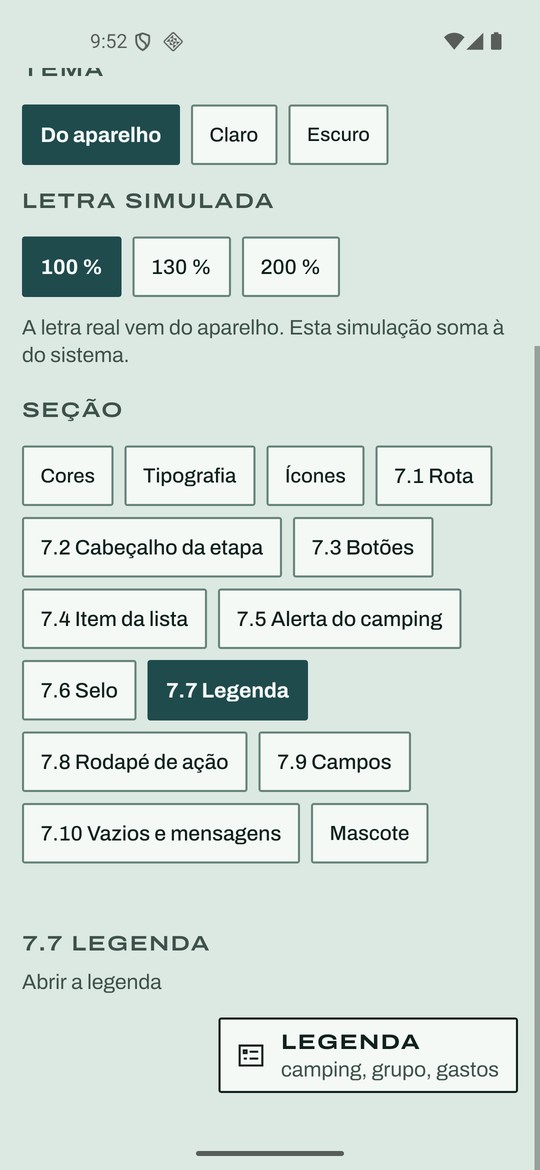 9:52
TEMA
Do aparelho
Claro
Escuro
LETRA SIMULADA
100 %
130 %
200 %
A letra real vem do aparelho. Esta simulação soma à
do sistema.
SEÇÃO
Cores
Tipografia
Ícones
7.1 Rota
7.2 Cabeçalho da etapa
7.3 Botões
7.4 Item da lista
7.5 Alerta do camping
7.6 Selo
7.7 Legenda
7.8 Rodapé de ação
7.9 Campos
7.10 Vazios e mensagens
Mascote
7.7 LEGENDA
Abrir a legenda
LEGENDA
camping, grupo, gastos